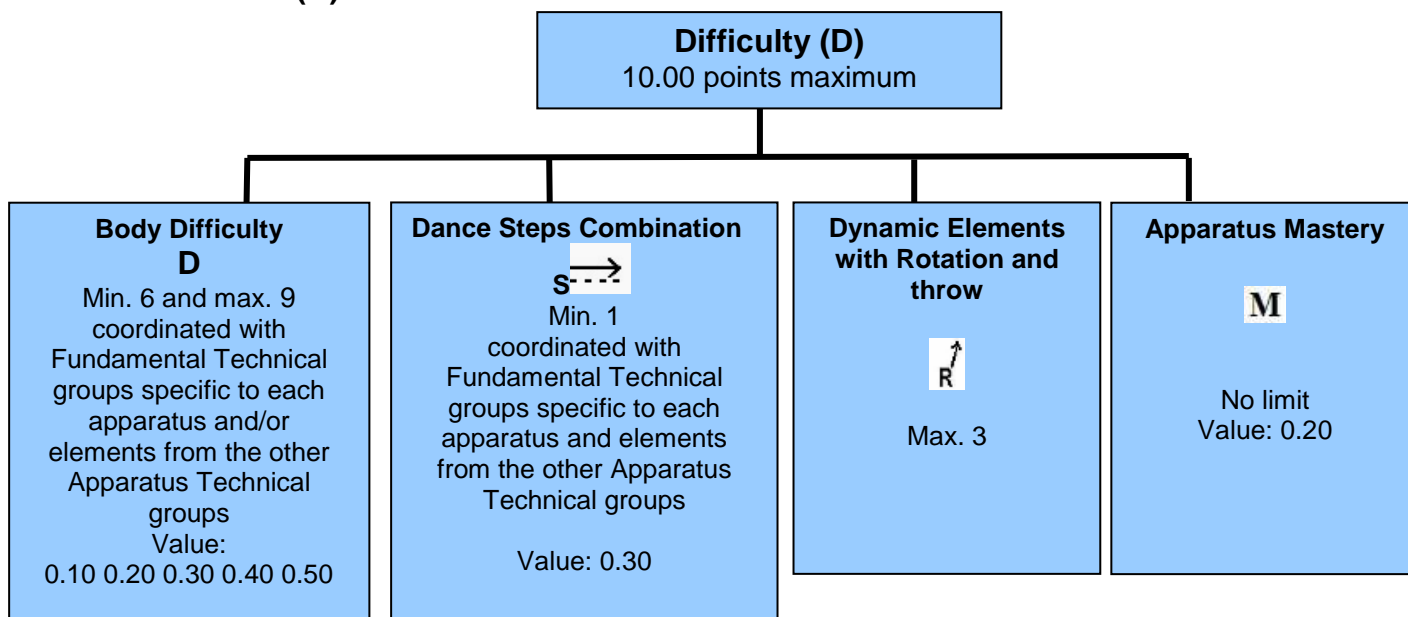 Difficulty (D)
10.00 points maximum
Body Difficulty
D
Min. 6 and max. 9
coordinated with
Fundamental Technical
groups specific to each
apparatus and/or
elements from the other
Apparatus Technical
groups
Value:
0.10 0.20 0.30 0.40 0.50
Dance Steps Combination
S
Min. 1
coordinated with
Fundamental Technical
groups specific to each
apparatus and elements
from the other Apparatus
Technical groups
Value: 0.30
Dynamic Elements
with Rotation and
throw
R
Max. 3
Apparatus Mastery
M
No limit
Value: 0.20